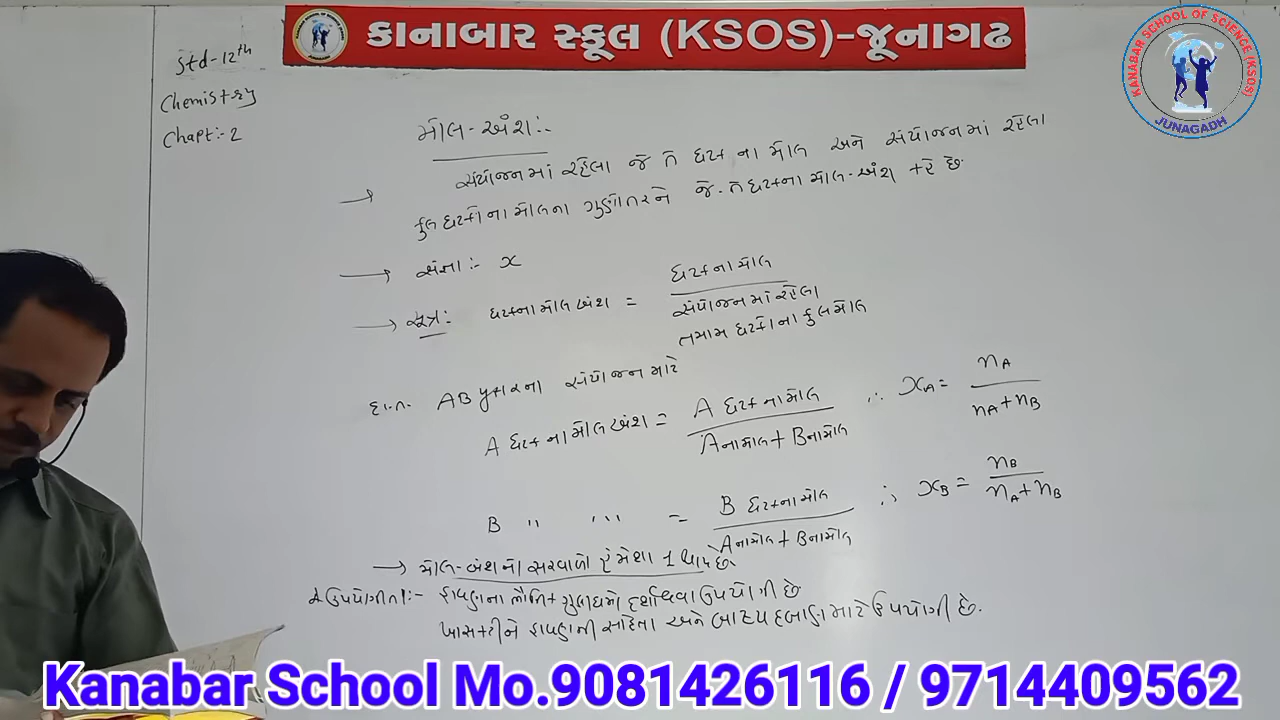 કાનાબાર સ્કૂલ (KSOS)-જૂનાગઢ
KANABAR SCHOOL OF SCIENCE (KSOS)
JUNAGADH
Std-12th
Chemistry
Chapt:-2
મોલ-અંશ:-
સંયોજનમાં રહેલા જે તે ઘટકના મોલ અને સંયોજનમાં રહેલા
કુલ ઘટકોના મોલના ગુણોત્તરને જે-તે ઘટકના મોલ-અંશ કહે છે.
સંજ્ઞા:- x
સૂત્ર: ઘટકના મોલઅંશ = ઘટકના મોલ
સંયોજનમાં રહેલા
તમામ ઘટકોના કુલ મોલ
દા.ત. AB પ્રકારના સંયોજન માટે
A ઘટકના મોલઅંશ = A ઘટકના મોલ / A ના મોલ + B ના મોલ ∴ xA = nA / nA + nB
B " ... = B ઘટકના મોલ / A ના મોલ + B ના મોલ ∴ xB = nB / nA + nB
→ મોલ-અંશનો સરવાળો હંમેશા 1 થાય છે.
ઉપયોગીતા:- દ્રાવણના ભૌતિક ગુણધર્મો દર્શાવવા ઉપયોગી છે
ખાસ કરીને દ્રાવણની સાંદ્રતા અને બાષ્પ દબાણ માટે ઉપયોગી છે.
Kanabar School Mo.9081426116 / 9714409562